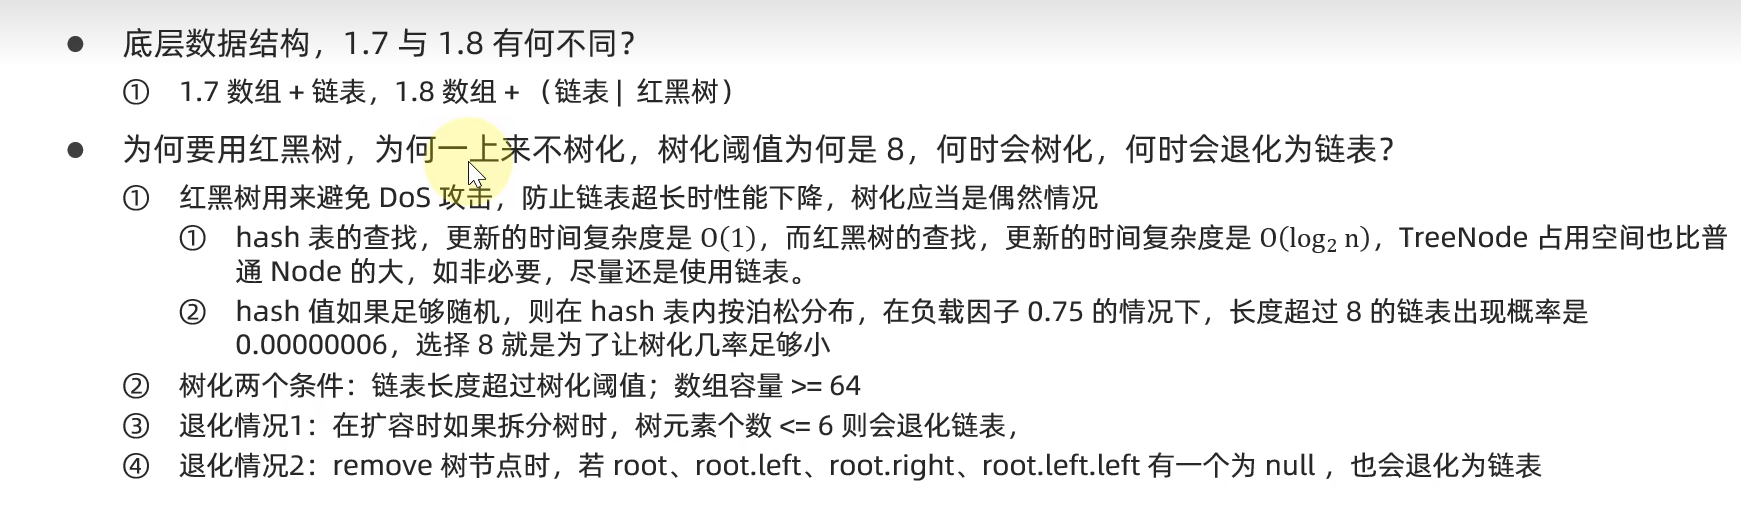 ● 底层数据结构，1.7 与 1.8 有何不同？
① 1.7 数组 + 链表，1.8 数组 + （链表 | 红黑树）
● 为何要用红黑树，为何一上来不树化，树化阈值为何是 8，何时会树化，何时会退化为链表？
① 红黑树用来避免 DoS 攻击，防止链表超长时性能下降，树化应当是偶然情况
① hash 表的查找，更新的时间复杂度是 O(1)，而红黑树的查找，更新的时间复杂度是 O(log₂ n)，TreeNode 占用空间也比普
通 Node 的大，如非必要，尽量还是使用链表。
② hash 值如果足够随机，则在 hash 表内按泊松分布，在负载因子 0.75 的情况下，长度超过 8 的链表出现概率是
0.00000006，选择 8 就是为了让树化几率足够小
② 树化两个条件：链表长度超过树化阈值；数组容量 >= 64
③ 退化情况1：在扩容时如果拆分树时，树元素个数 <= 6 则会退化链表，
④ 退化情况2：remove 树节点时，若 root、root.left、root.right、root.left.left 有一个为 null ，也会退化为链表